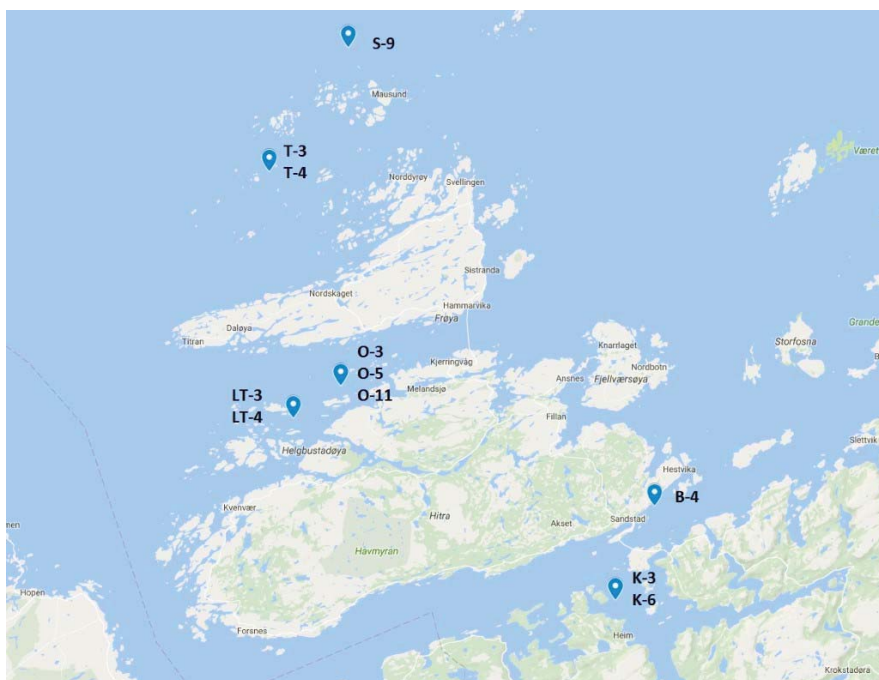 S-9
Mausund
T-3
T-4
Været
Norddyrøy
Svellingen
Sistranda
Nordskaget
Hammarvika
Frøya
Titran
Daløya
Grande
Storfosna
Knarrlaget
O-3
Kjerringvåg
Nordbotn
O-5
Ansnes
Fjellværsøya
Melandsjø
O-11
LT-3
LT-4
Fillan
Slettvik
Helgbustadøya
Hestvika
B-4
Kvenvær
Hitra
Akset
Sandstad
Havmyran
K-3
Hopen
K-6
Forsnes
Heim
Krokstadøra